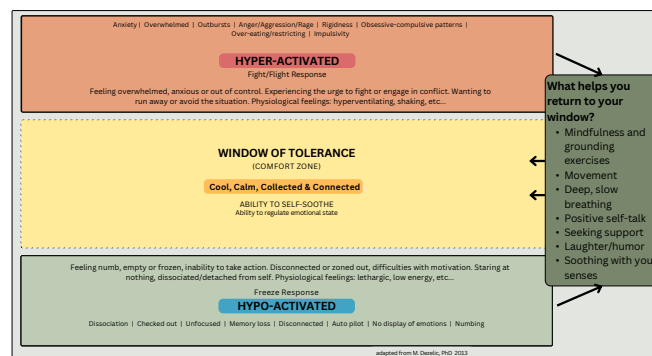 Anxiety | Overwhelmed | Outbursts | Anger/Aggression/Rage | Rigidness | Obsessive-compulsive patterns |
Over-eating/restricting | Impulsivity
HYPER-ACTIVATED
Fight/Flight Response
Feeling overwhelmed, anxious or out of control. Experiencing the urge to fight or engage in conflict. Wanting to
run away or avoid the situation. Physiological feelings: hyperventilating, shaking, etc...
WINDOW OF TOLERANCE
(COMFORT ZONE)
Cool, Calm, Collected & Connected
ABILITY TO SELF-SOOTHE
Ability to regulate emotional state
Feeling numb, empty or frozen, inability to take action. Disconnected or zoned out, difficulties with motivation. Staring at
nothing, dissociated/detached from self. Physiological feelings: lethargic, low energy, etc...
Freeze Response
HYPO-ACTIVATED
Dissociation | Checked out | Unfocused | Memory loss | Disconnected | Auto pilot | No display of emotions | Numbing
What helps you
return to your
window?
• Mindfulness and
grounding
exercises
• Movement
• Deep, slow
breathing
• Positive self-talk
• Seeking support
• Laughter/humor
• Soothing with you
senses
adapted from M. Dezelic, PhD 2013